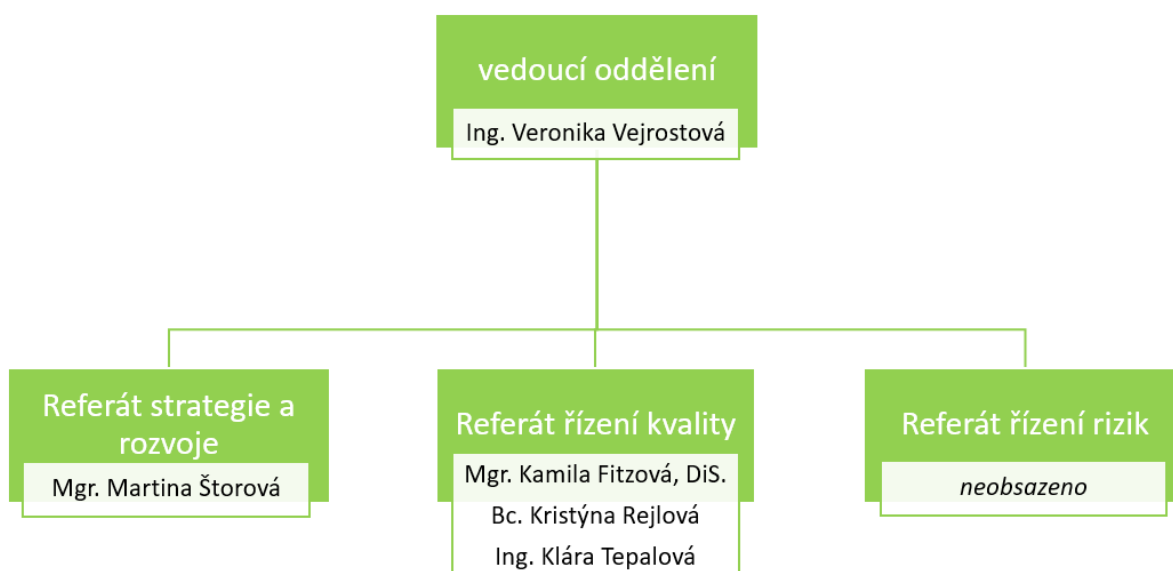 vedoucí oddělení
Ing. Veronika Vejrostová
Referát strategie a
rozvoje
Mgr. Martina Štorová
Referát řízení kvality
Mgr. Kamila Fitzová, DiS.
Bc. Kristýna Rejlová
Ing. Klára Tepalová
Referát řízení rizik
neobsazeno